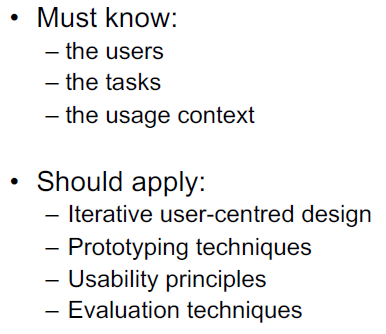 • Must know:
– the users
– the tasks
– the usage context
• Should apply:
– Iterative user-centred design
– Prototyping techniques
– Usability principles
– Evaluation techniques